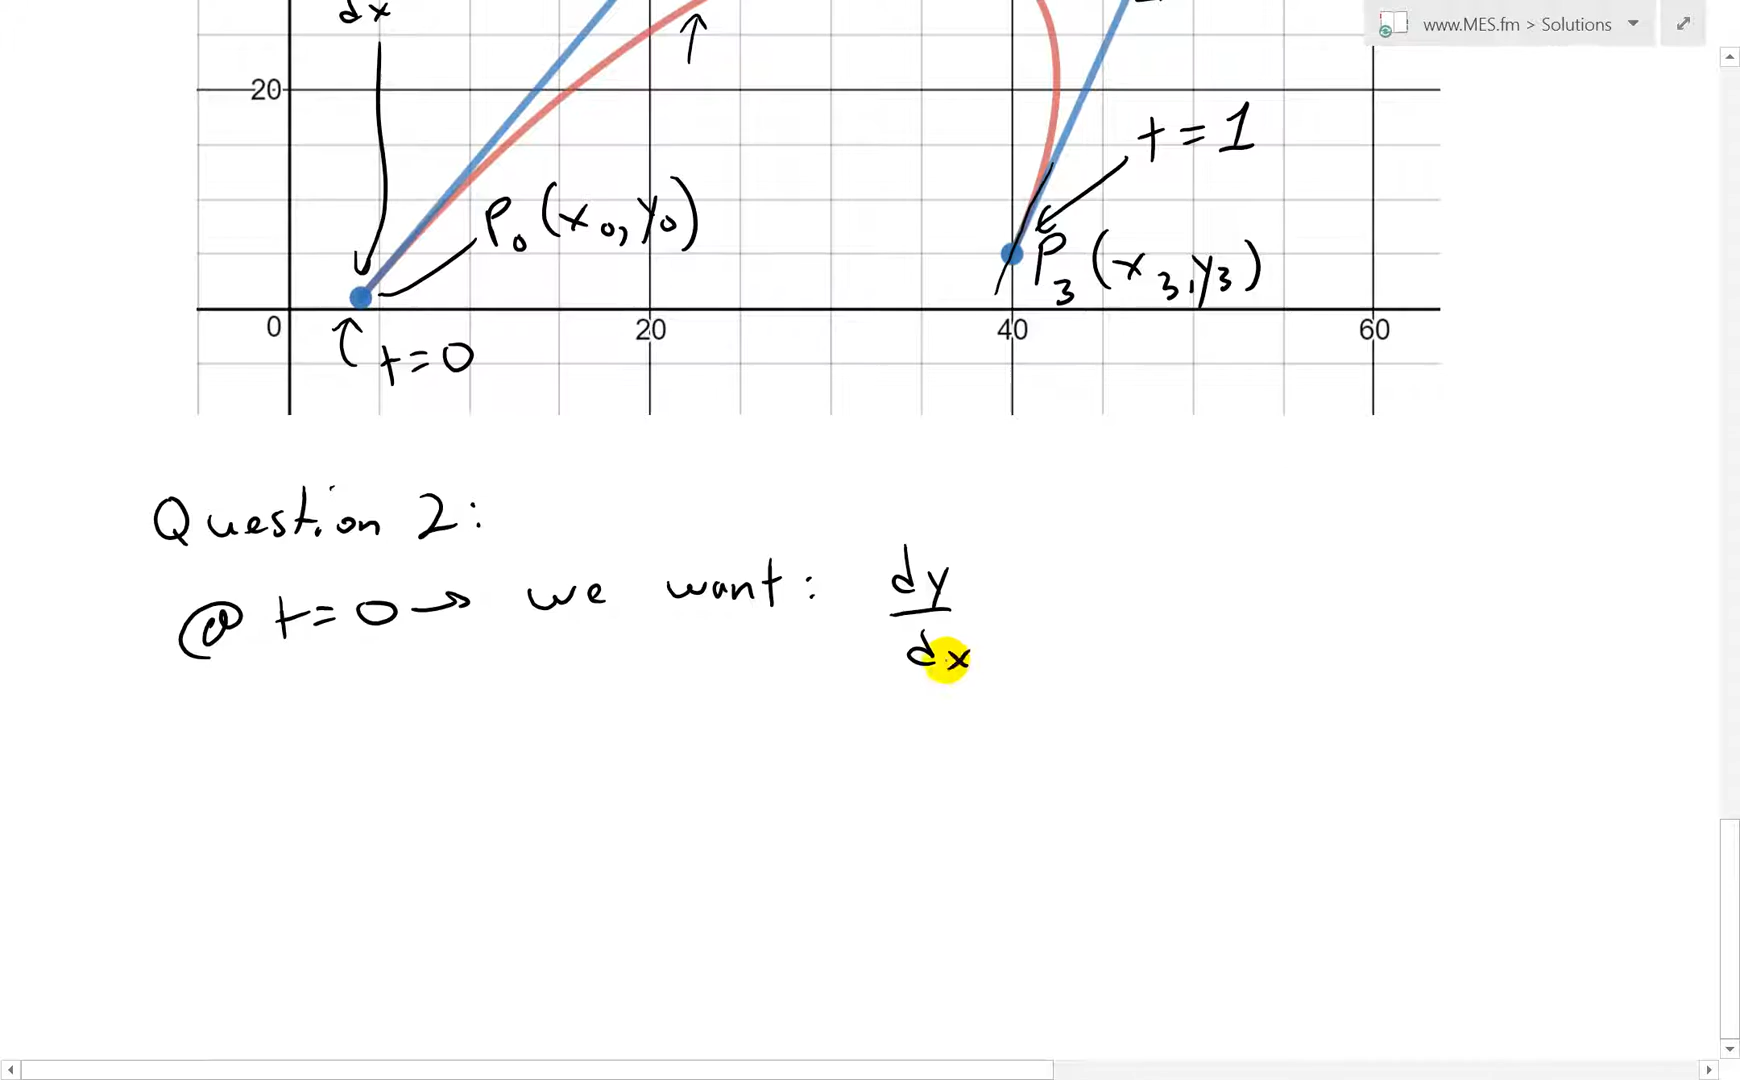 dx
www.MES.fm > Solutions
20
t = 1
P0 (x0, y0)
P3 (x3, y3)
0
20
40
60
t = 0
Question 2:
@ t = 0 → we want: dy
dx